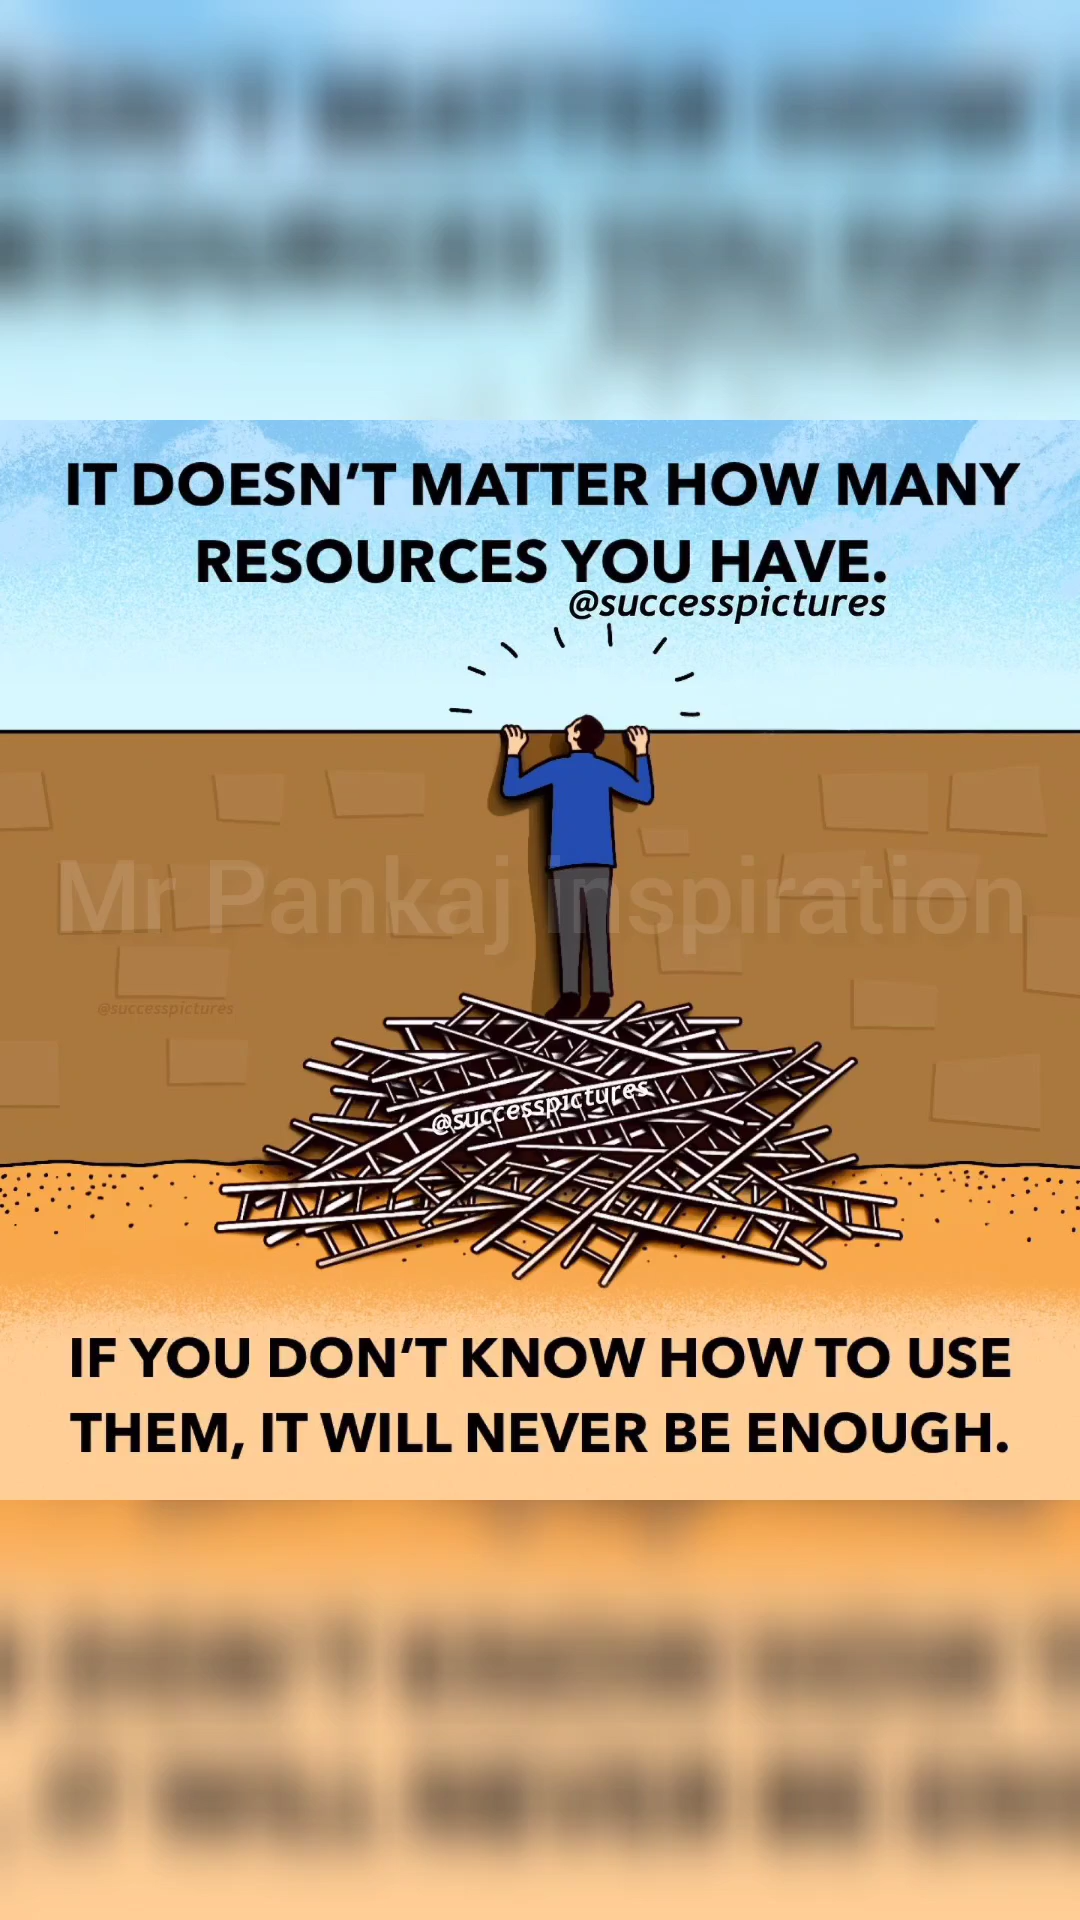 IT DOESN'T MATTER HOW MANY
RESOURCES YOU HAVE.
@successpictures
Mr Pankaj inspiration
@successpictures
@successpictures
IF YOU DON'T KNOW HOW TO USE
THEM, IT WILL NEVER BE ENOUGH.